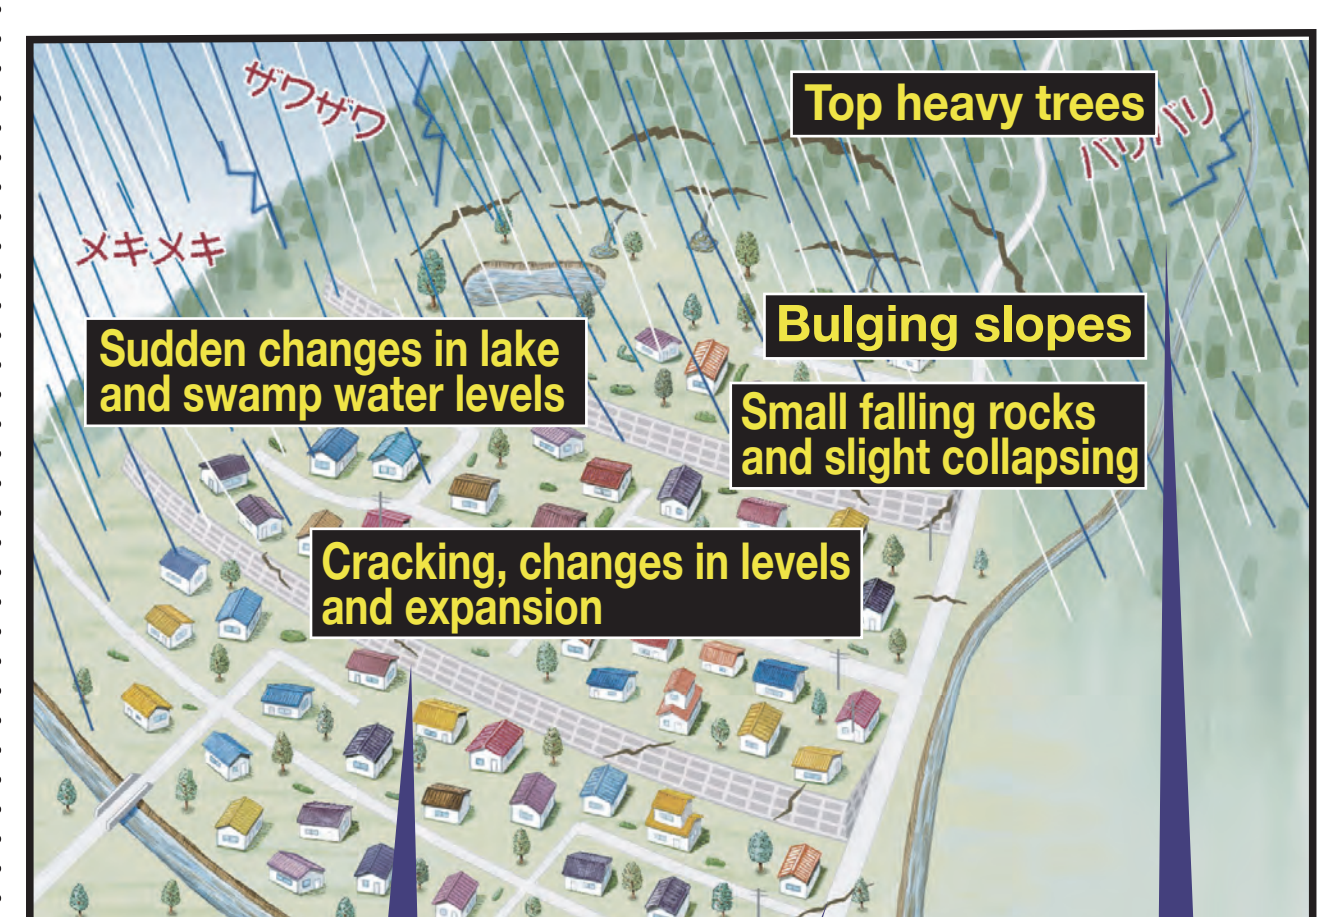 ザワザワ
Top heavy trees
バリバリ
メキメキ
Bulging slopes
Sudden changes in lake
and swamp water levels
Small falling rocks
and slight collapsing
Cracking, changes in levels
and expansion